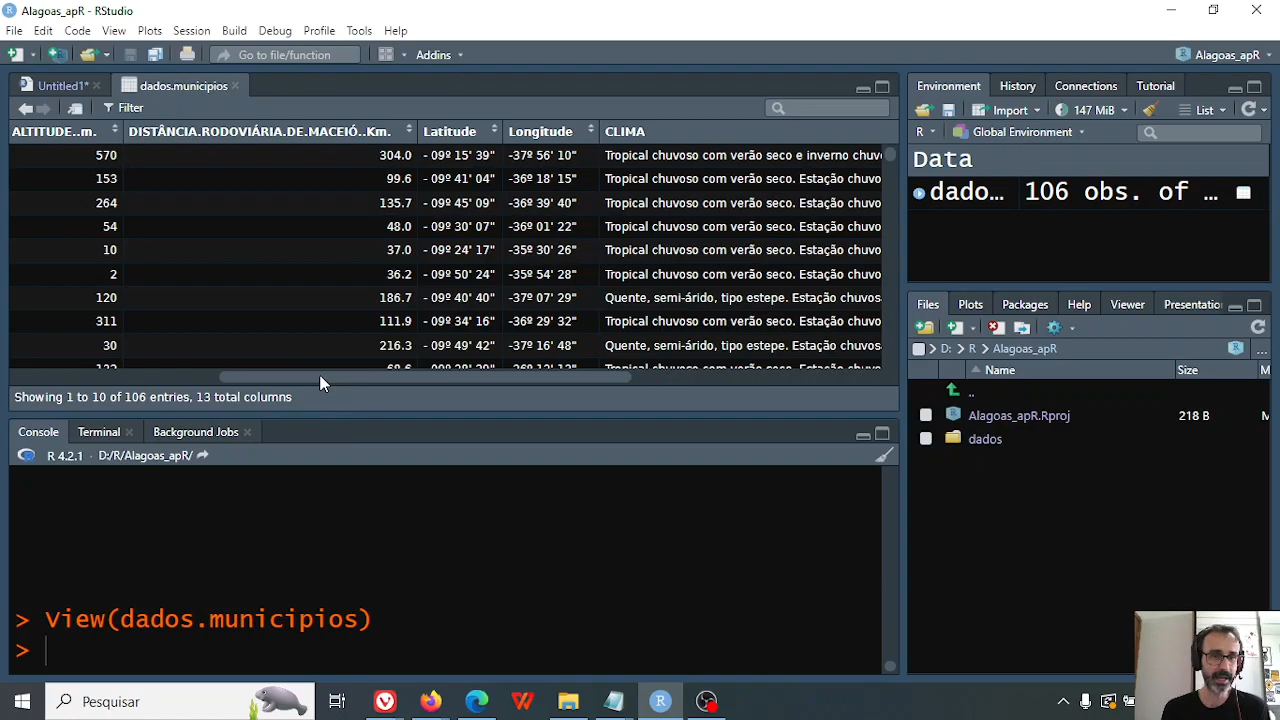 Alagoas_apR - RStudio
File Edit Code View Plots Session Build Debug Profile Tools Help
Go to file/function Addins Alagoas_apR
Untitled1* dados.municipios
Filter
ALTITUDE..m. DISTÂNCIA.RODOVIÁRIA.DE.MACEIÓ..Km. Latitude Longitude CLIMA
570 304.0 - 09º 15' 39" -37º 56' 10" Tropical chuvoso com verão seco e inverno chuvo
153 99.6 - 09º 41' 04" -36º 18' 15" Tropical chuvoso com verão seco. Estação chuvo
264 135.7 - 09º 45' 09" -36º 39' 40" Tropical chuvoso com verão seco. Estação chuvo
54 48.0 - 09º 30' 07" -36º 01' 22" Tropical chuvoso com verão seco. Estação chuvo
10 37.0 - 09º 24' 17" -35º 30' 26" Tropical chuvoso com verão seco. Estação chuvo
2 36.2 - 09º 50' 24" -35º 54' 28" Tropical chuvoso com verão seco. Estação chuvo
120 186.7 - 09º 40' 40" -37º 07' 29" Quente, semi-árido, tipo estepe. Estação chuvos
311 111.9 - 09º 34' 16" -36º 29' 32" Tropical chuvoso com verão seco. Estação chuvo
30 216.3 - 09º 49' 42" -37º 16' 48" Quente, semi-árido, tipo estepe. Estação chuvos
Showing 1 to 10 of 106 entries, 13 total columns
Console Terminal Background Jobs
R 4.2.1 · D:/R/Alagoas_apR/
> View(dados.municipios)
>
Environment History Connections Tutorial
Import 147 MiB List
R Global Environment
Data
dado… 106 obs. of …
Files Plots Packages Help Viewer Presentatio
D: R Alagoas_apR ...
Name Size M
..
Alagoas_apR.Rproj 218 B M
dados
Pesquisar